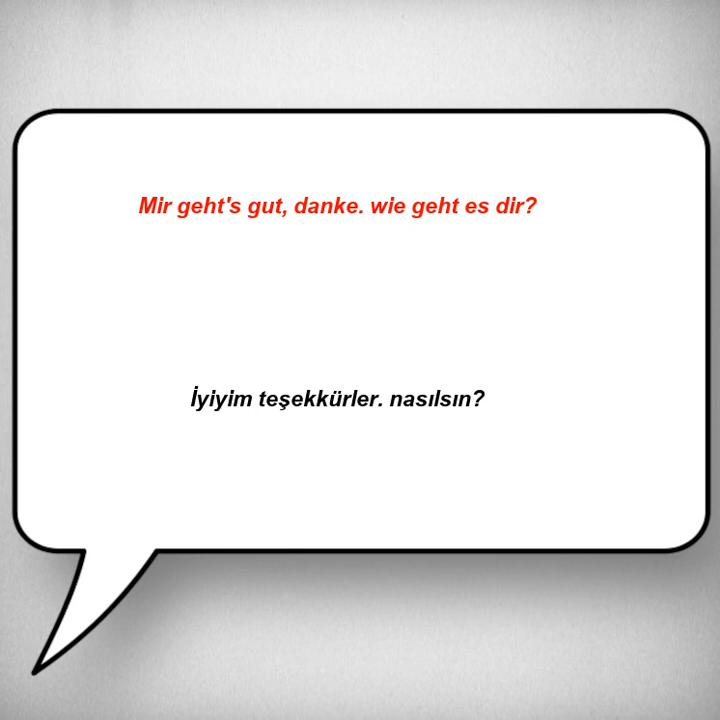 Mir geht's gut, danke. wie geht es dir?
İyiyim teşekkürler. nasılsın?